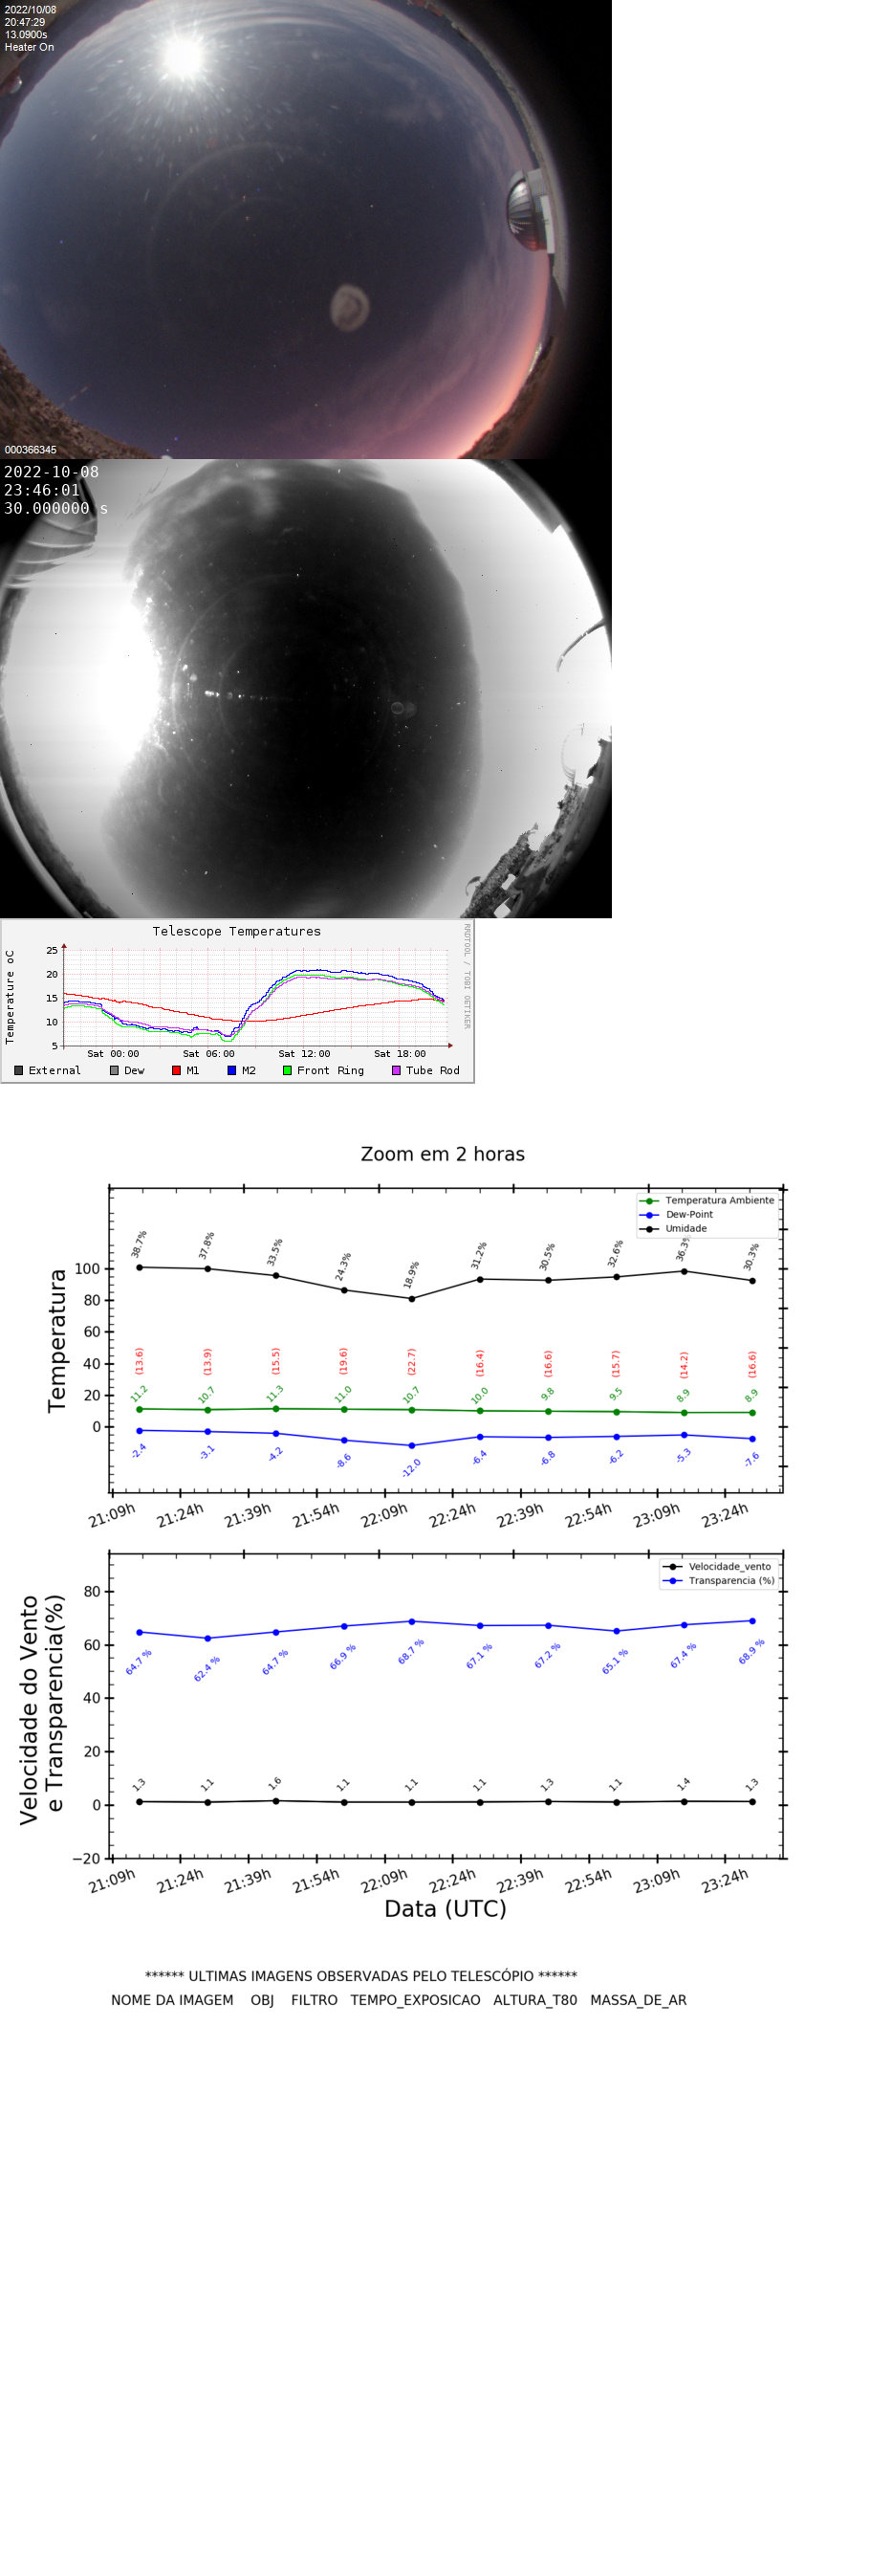 2022/10/08
20:47:29
13.0900s
Heater On
000366345
2022-10-08
23:46:01
30.000000 s
Telescope Temperatures
Temperature oC
25
20
15
10
5
Sat 00:00 Sat 06:00 Sat 12:00 Sat 18:00
External Dew M1 M2 Front Ring Tube Rod
RRDTOOL / TOBI OETIKER
Zoom em 2 horas
Temperatura
Temperatura Ambiente
Dew-Point
Umidade
38.7% 37.8% 33.5% 24.3% 18.9% 31.2% 30.5% 32.6% 36.3% 30.3%
100
80
60
40
20
0
(13.6) (13.9) (15.5) (19.6) (22.7) (16.4) (16.6) (15.7) (14.2) (16.6)
11.2 10.7 11.3 11.0 10.7 10.0 9.8 9.5 8.9 8.9
-2.4 -3.1 -4.2 -8.6 -12.0 -6.4 -6.8 -6.2 -5.3 -7.6
21:09h 21:24h 21:39h 21:54h 22:09h 22:24h 22:39h 22:54h 23:09h 23:24h
Velocidade do Vento
e Transparencia(%)
Velocidade_vento
Transparencia (%)
80
60
40
20
0
−20
64.7 % 62.4 % 64.7 % 66.9 % 68.7 % 67.1 % 67.2 % 65.1 % 67.4 % 68.9 %
1.3 1.1 1.6 1.1 1.1 1.1 1.3 1.1 1.4 1.3
21:09h 21:24h 21:39h 21:54h 22:09h 22:24h 22:39h 22:54h 23:09h 23:24h
Data (UTC)
****** ULTIMAS IMAGENS OBSERVADAS PELO TELESCÓPIO ******
NOME DA IMAGEM OBJ FILTRO TEMPO_EXPOSICAO ALTURA_T80 MASSA_DE_AR